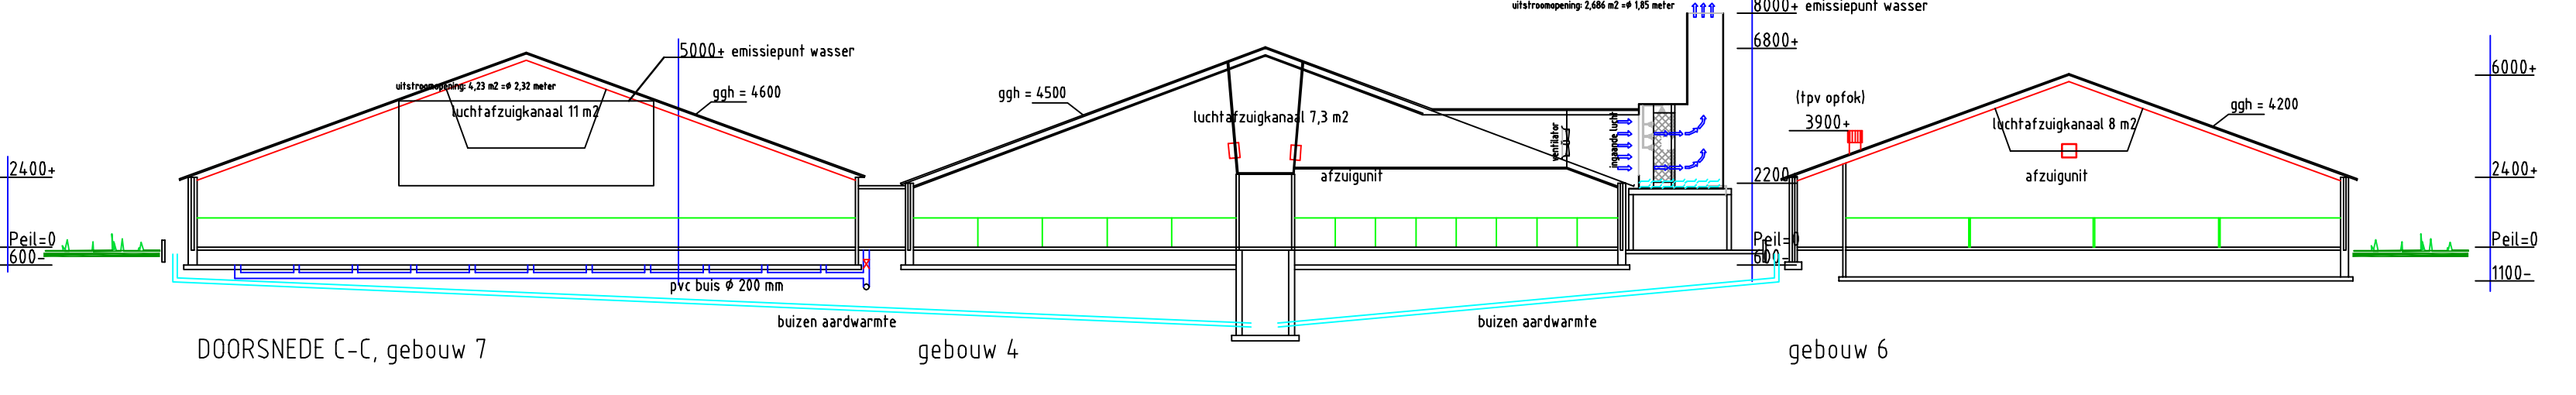 uitstroomopening: 2,686 m2 =Ø 1,85 meter
8000+ emissiepunt wasser
5000+ emissiepunt wasser
6800+
6000+
uitstroomopening: 4,23 m2 =Ø 2,32 meter
ggh = 4600
ggh = 4500
(tpv opfok)
3900+
ggh = 4200
luchtafzuigkanaal 11 m2
luchtafzuigkanaal 7,3 m2
ventilator
ingaande lucht
luchtafzuigkanaal 8 m2
2400+
afzuigunit
2200
afzuigunit
2400+
Peil=0
600-
Peil=0
600-
Peil=0
1100-
pvc buis Ø 200 mm
buizen aardwarmte
buizen aardwarmte
DOORSNEDE C-C, gebouw 7
gebouw 4
gebouw 6